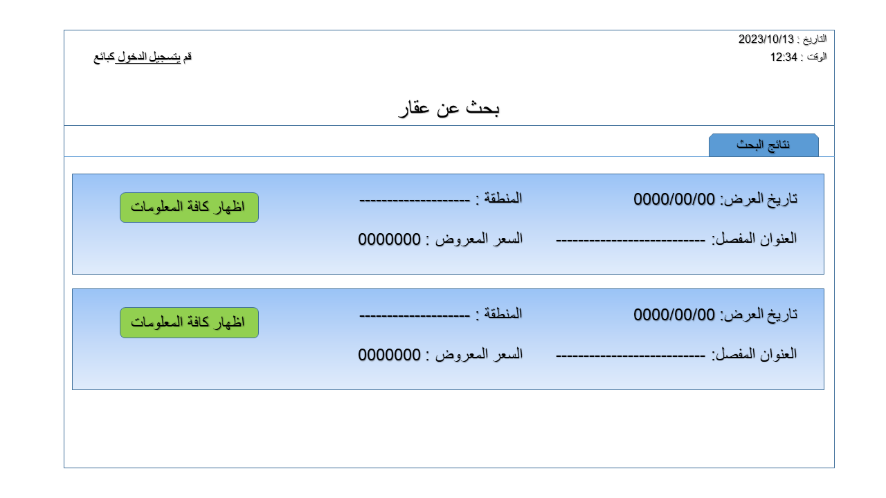 التاريخ : 2023/10/13
الوقت : 12:34
قم بتسجيل الدخول كبائع
بحث عن عقار
نتائج البحث
تاريخ العرض: 0000/00/00 المنطقة : -------------------- اظهار كافة المعلومات
العنوان المفصل: --------------------------- السعر المعروض : 0000000
تاريخ العرض: 0000/00/00 المنطقة : -------------------- اظهار كافة المعلومات
العنوان المفصل: --------------------------- السعر المعروض : 0000000